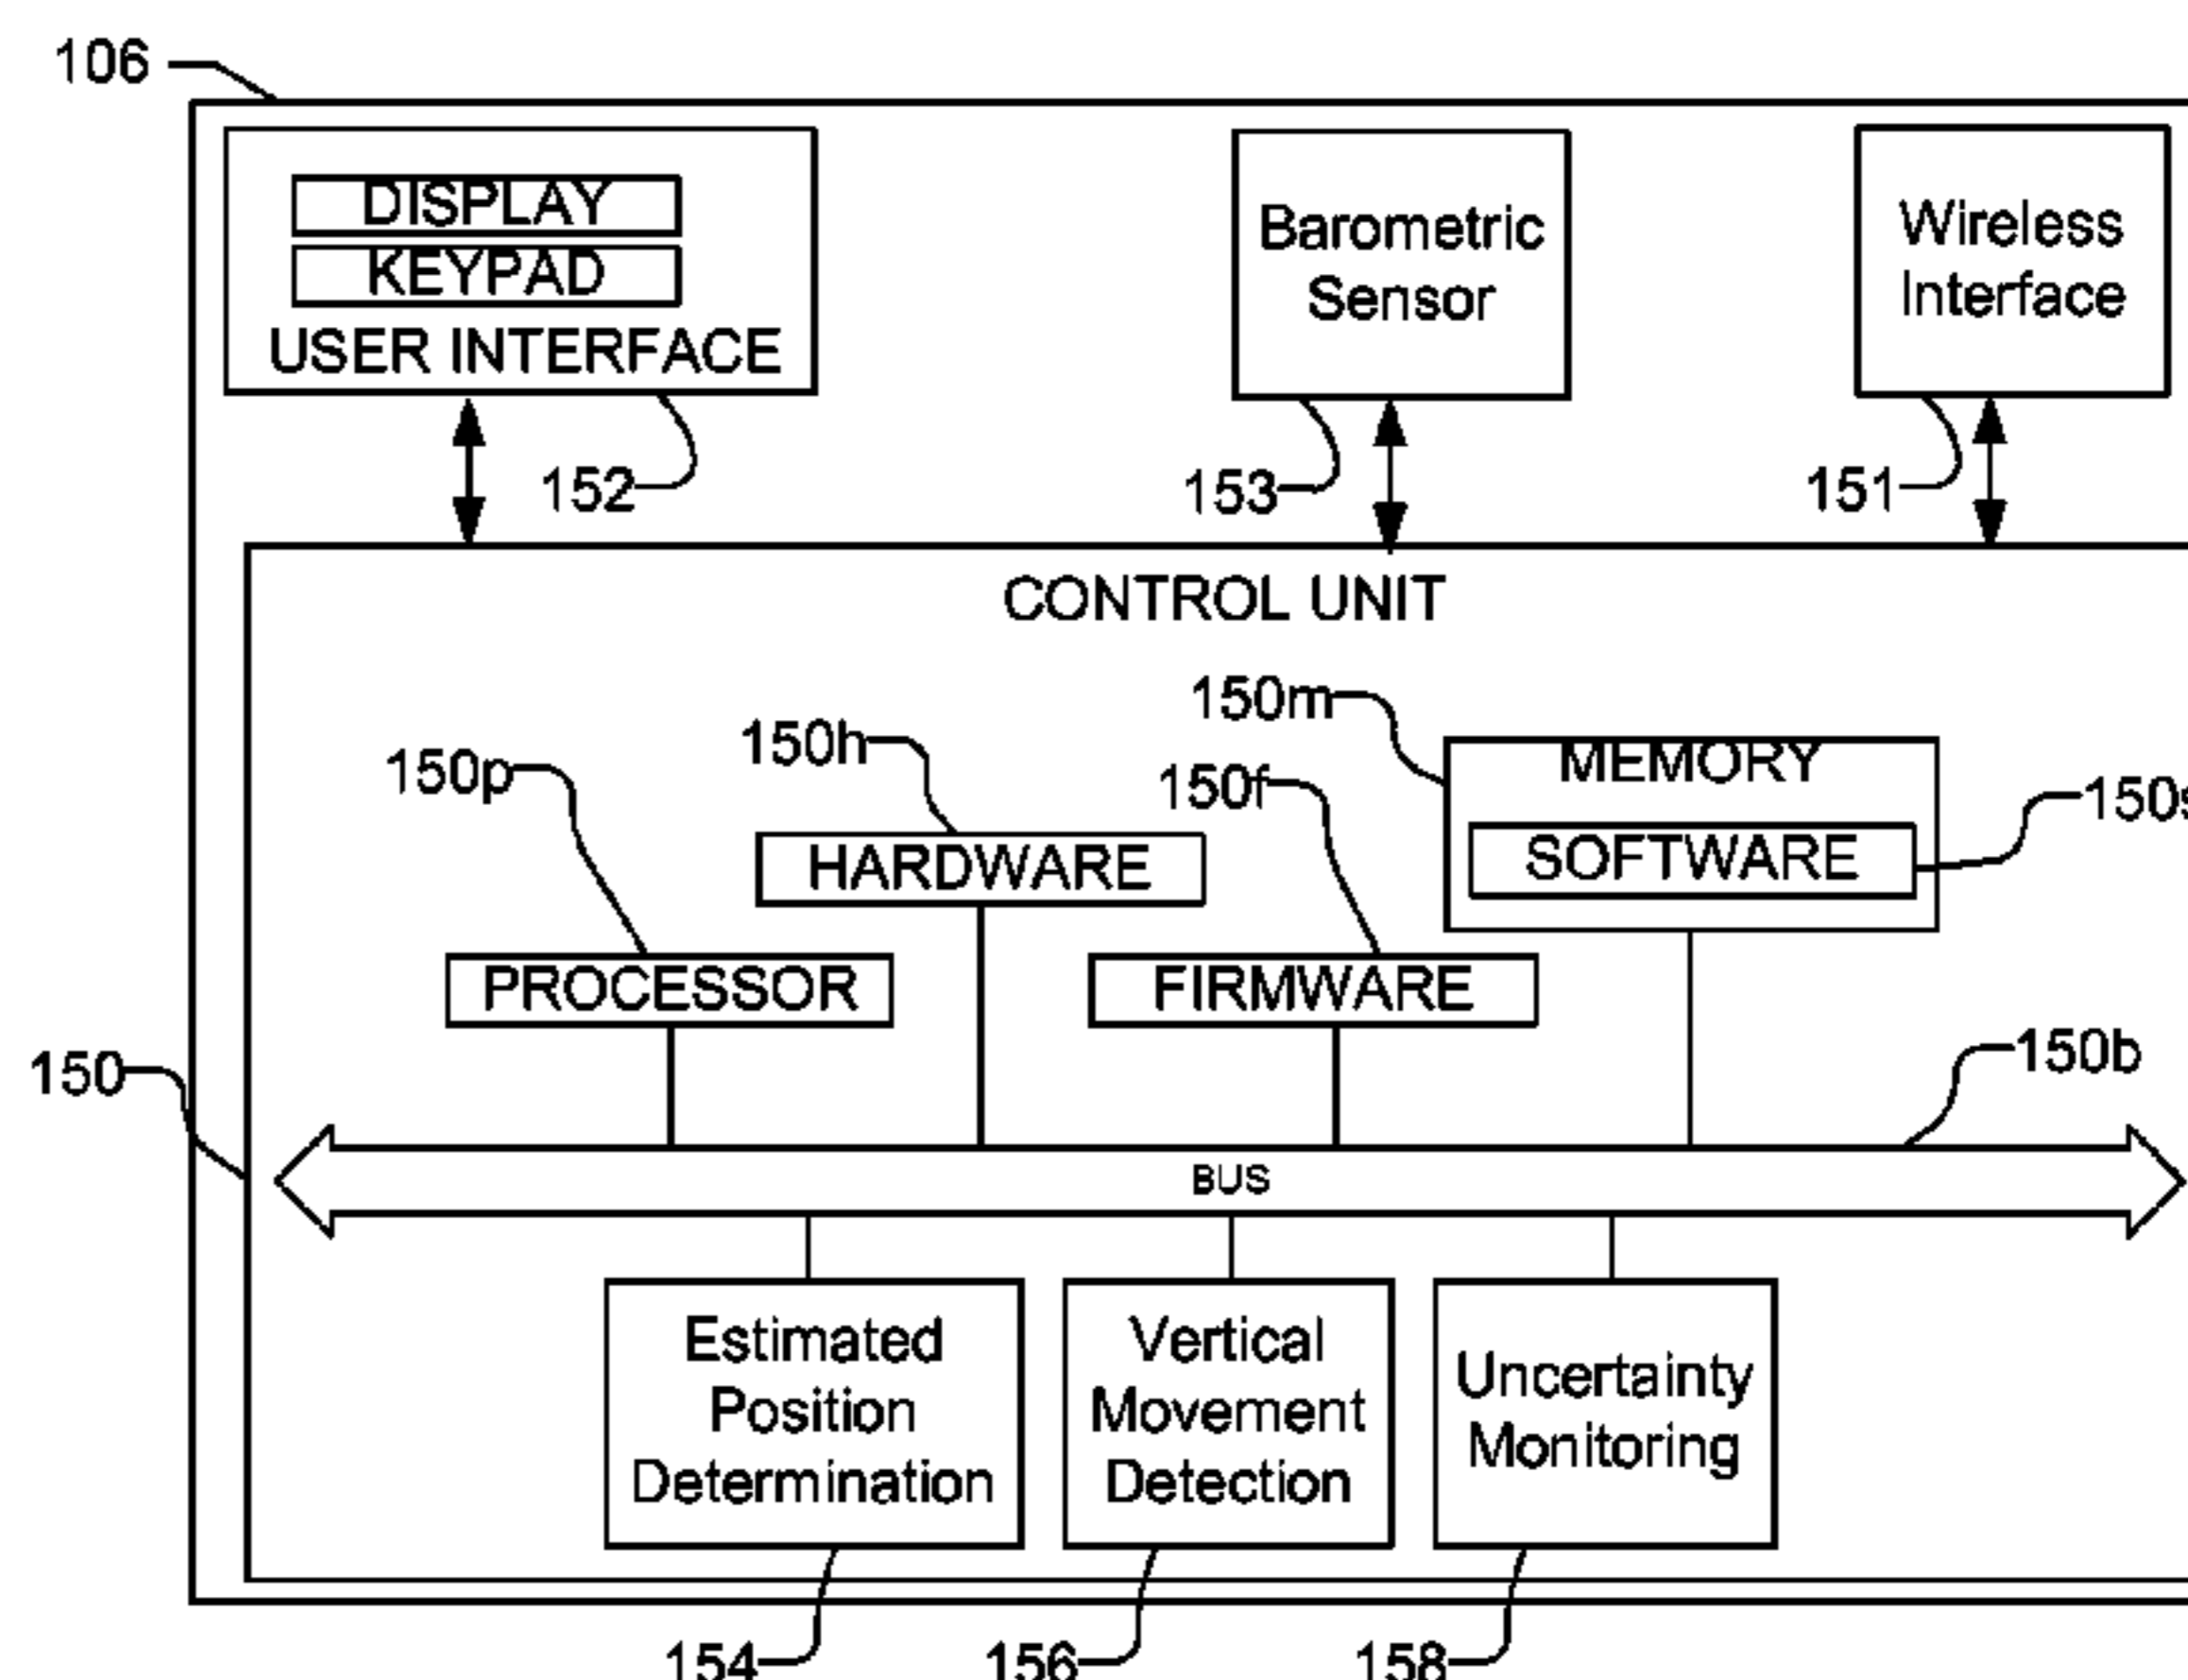 106
DISPLAY
KEYPAD
USER INTERFACE
Barometric
Sensor
Wireless
Interface
152
153
151
CONTROL UNIT
150m
150h
150p
150f
MEMORY
150s
SOFTWARE
HARDWARE
PROCESSOR
FIRMWARE
150
150b
BUS
Estimated
Position
Determination
Vertical
Movement
Detection
Uncertainty
Monitoring
154
156
158